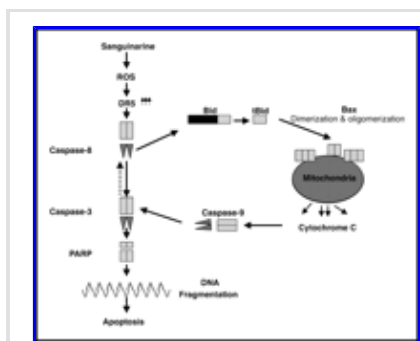 Sanguinarine
ROS
DR5
Bid
tBid
Bax
Dimerization & oligomerization
Caspase-8
Mitochondria
Caspase-3
Caspase-9
Cytochrome C
PARP
DNA
Fragmentation
Apoptosis